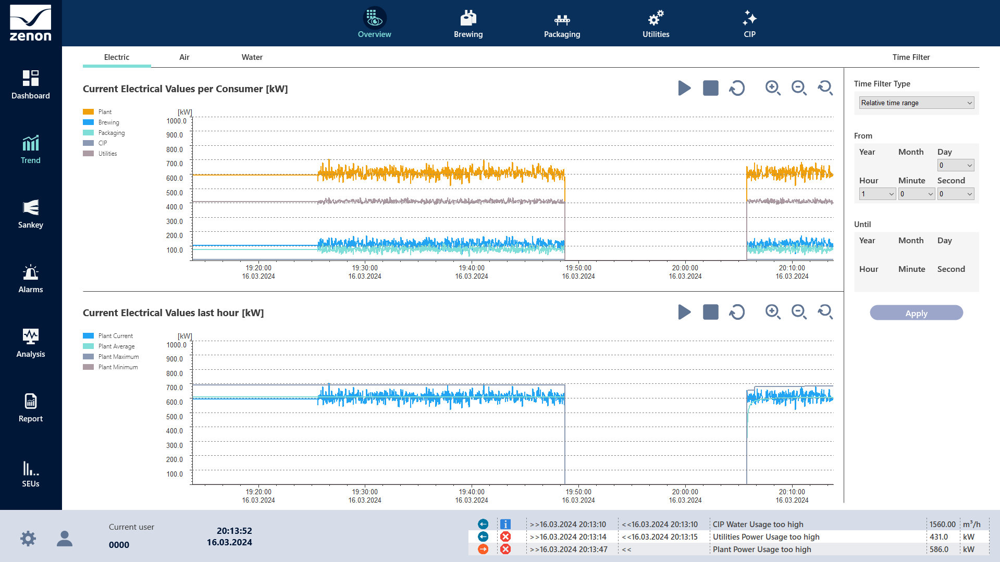 zenon
Overview
Brewing
Packaging
Utilities
CIP
Dashboard
Trend
Sankey
Alarms
Analysis
Report
SEUs
Electric
Air
Water
Time Filter
Current Electrical Values per Consumer [kW]
Plant
Brewing
Packaging
CIP
Utilities
[kW]
1000.0
900.0
800.0
700.0
600.0
500.0
400.0
300.0
200.0
100.0
19:20:00 19:30:00 19:40:00 19:50:00 20:00:00 20:10:00
16.03.2024 16.03.2024 16.03.2024 16.03.2024 16.03.2024 16.03.2024
Current Electrical Values last hour [kW]
Plant Current
Plant Average
Plant Maximum
Plant Minimum
[kW]
1000.0
900.0
800.0
700.0
600.0
500.0
400.0
300.0
200.0
100.0
19:20:00 19:30:00 19:40:00 19:50:00 20:00:00 20:10:00
16.03.2024 16.03.2024 16.03.2024 16.03.2024 16.03.2024 16.03.2024
Time Filter Type
Relative time range
From
Year Month Day
0
Hour Minute Second
1 0 0
Until
Year Month Day
Hour Minute Second
Apply
Current user
0000
20:13:52
16.03.2024
>>16.03.2024 20:13:10 <<16.03.2024 20:13:10 CIP Water Usage too high 1560.00 m³/h
>>16.03.2024 20:13:14 <<16.03.2024 20:13:15 Utilities Power Usage too high 431.0 kW
>>16.03.2024 20:13:47 << Plant Power Usage too high 586.0 kW